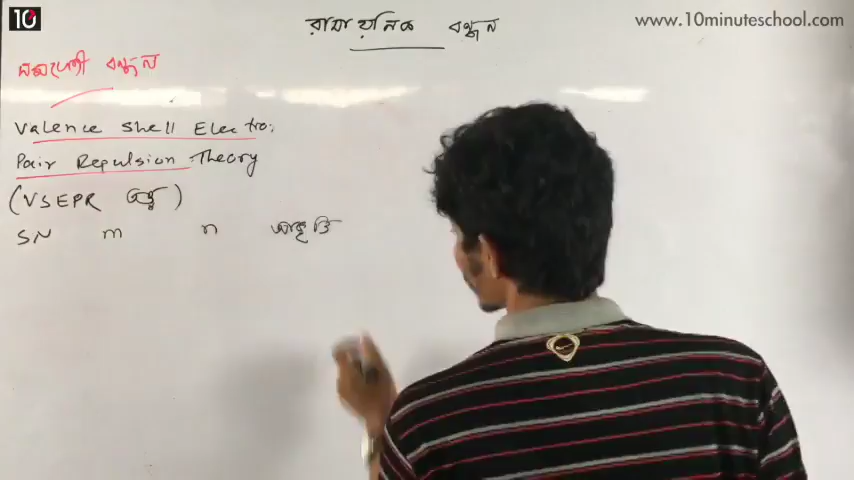 10
রাসায়নিক বন্ধন
www.10minuteschool.com
সমযোজী বন্ধন
Valence Shell Electro:
Pair Repulsion Theory
(VSEPR তত্ত্ব)
SN m n আকৃতি